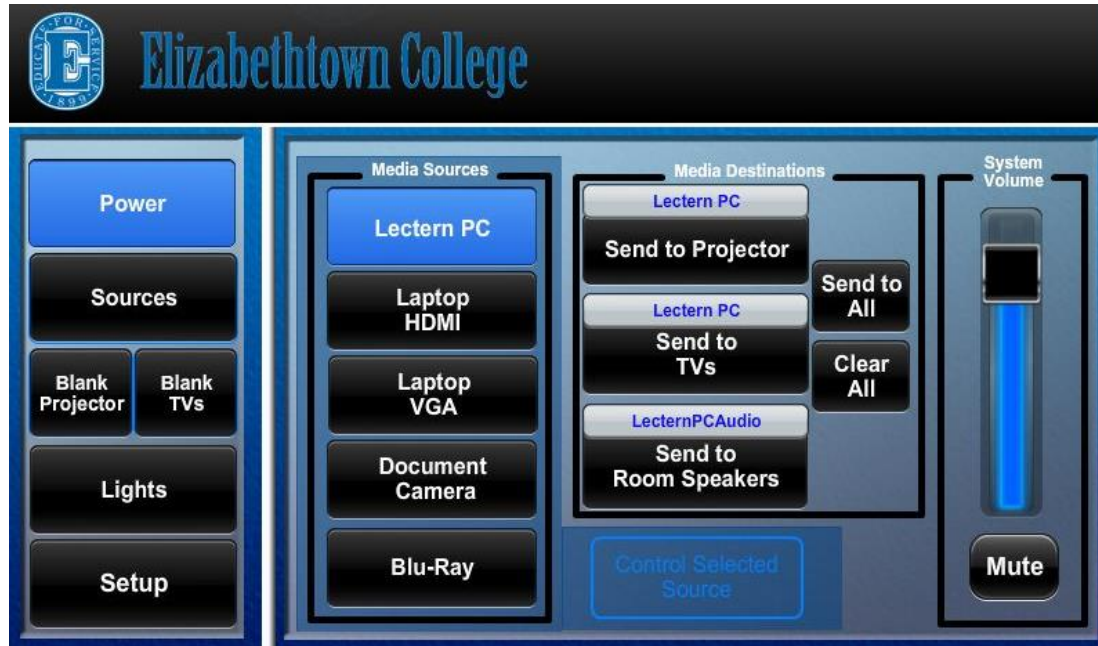 EDUCATE · FOR · SERVICE
1899
E
Elizabethtown College
Power
Sources
Blank
Projector
Blank
TVs
Lights
Setup
Media Sources
Lectern PC
Laptop
HDMI
Laptop
VGA
Document
Camera
Blu-Ray
Media Destinations
Lectern PC
Send to Projector
Lectern PC
Send to
TVs
LecternPCAudio
Send to
Room Speakers
Send to
All
Clear
All
Control Selected
Source
System
Volume
Mute